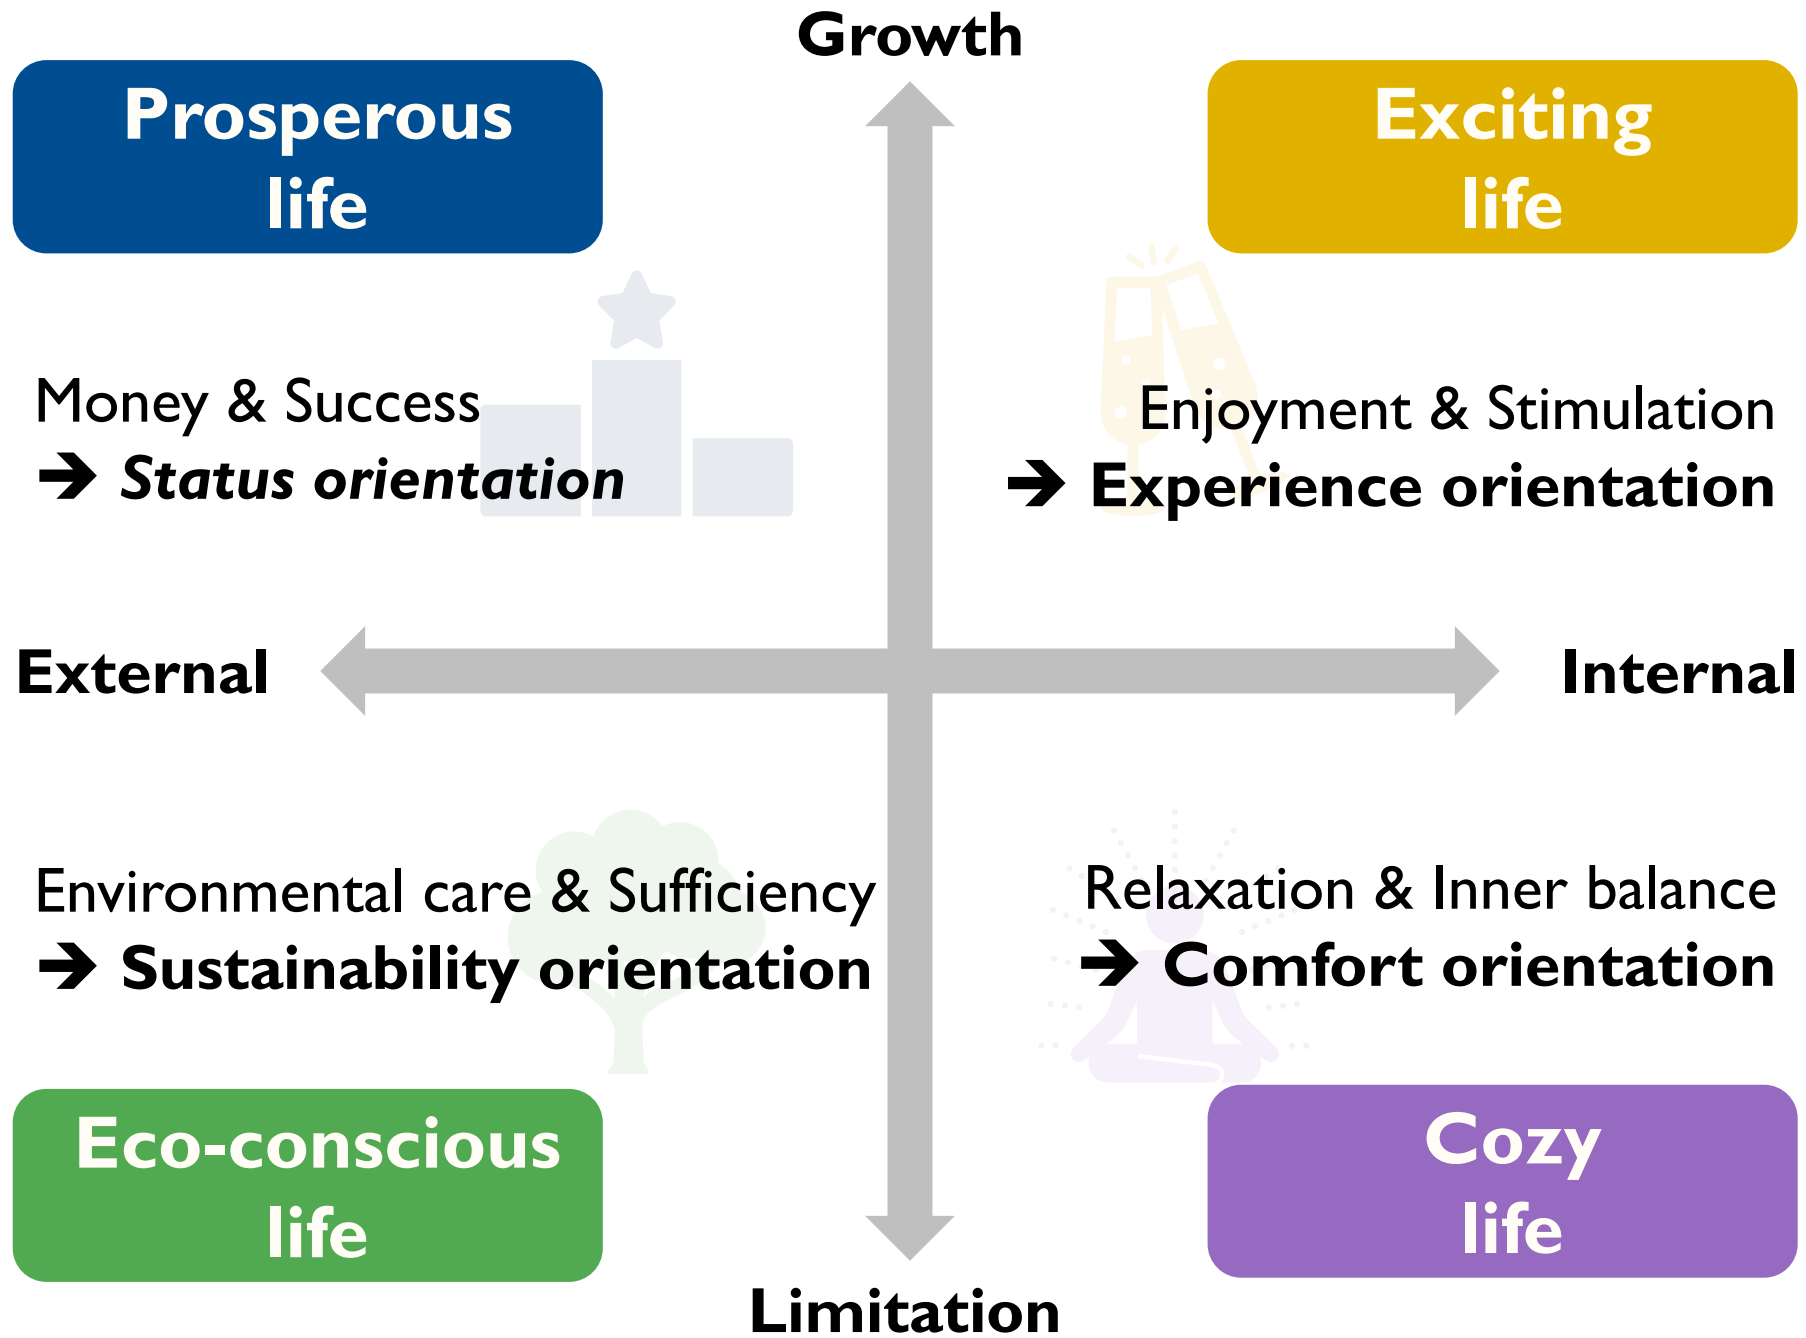 Growth
Prosperous
life
Exciting
life
Money & Success
➔ Status orientation
Enjoyment & Stimulation
➔ Experience orientation
External
Internal
Environmental care & Sufficiency
➔ Sustainability orientation
Relaxation & Inner balance
➔ Comfort orientation
Eco-conscious
life
Cozy
life
Limitation